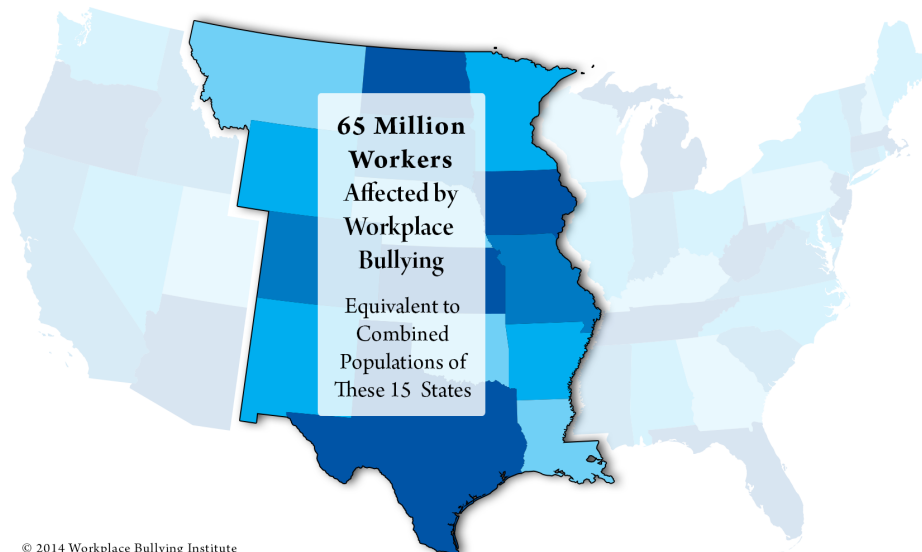 65 Million
Workers
Affected by
Workplace
Bullying
Equivalent to
Combined
Populations of
These 15 States
© 2014 Workplace Bullying Institute